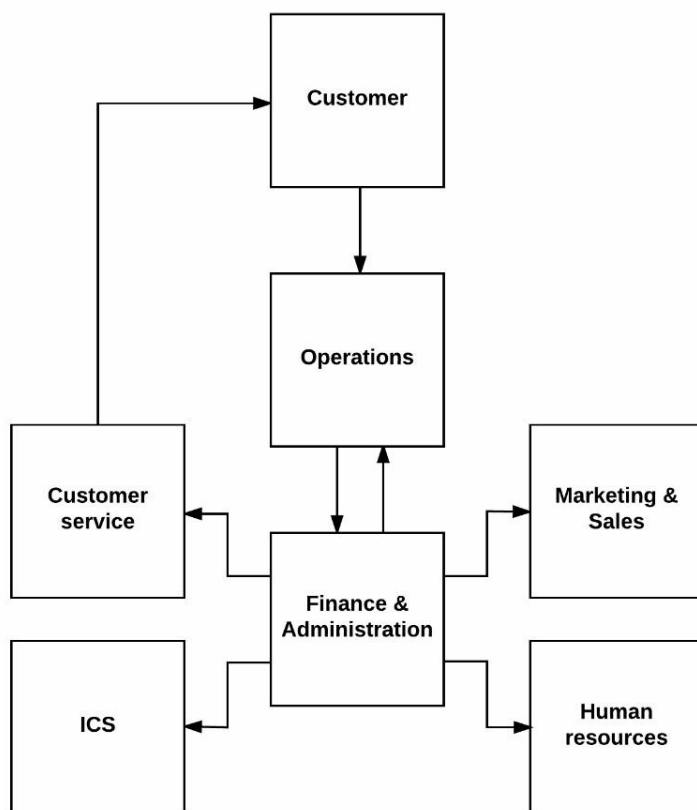 Customer
Operations
Customer
service
Marketing &
Sales
Finance &
Administration
ICS
Human
resources